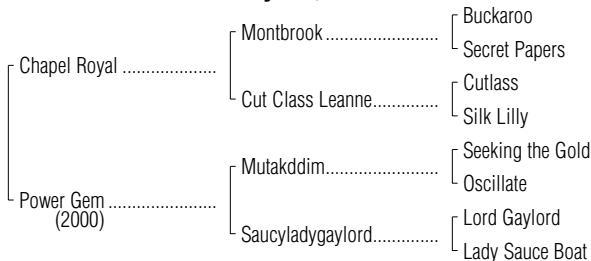 Buckaroo
Montbrook
Secret Papers
Chapel Royal
Cutlass
Cut Class Leanne
Silk Lilly
Seeking the Gold
Mutakddim
Oscillate
Power Gem
(2000)
Lord Gaylord
Saucyladygaylord
Lady Sauce Boat